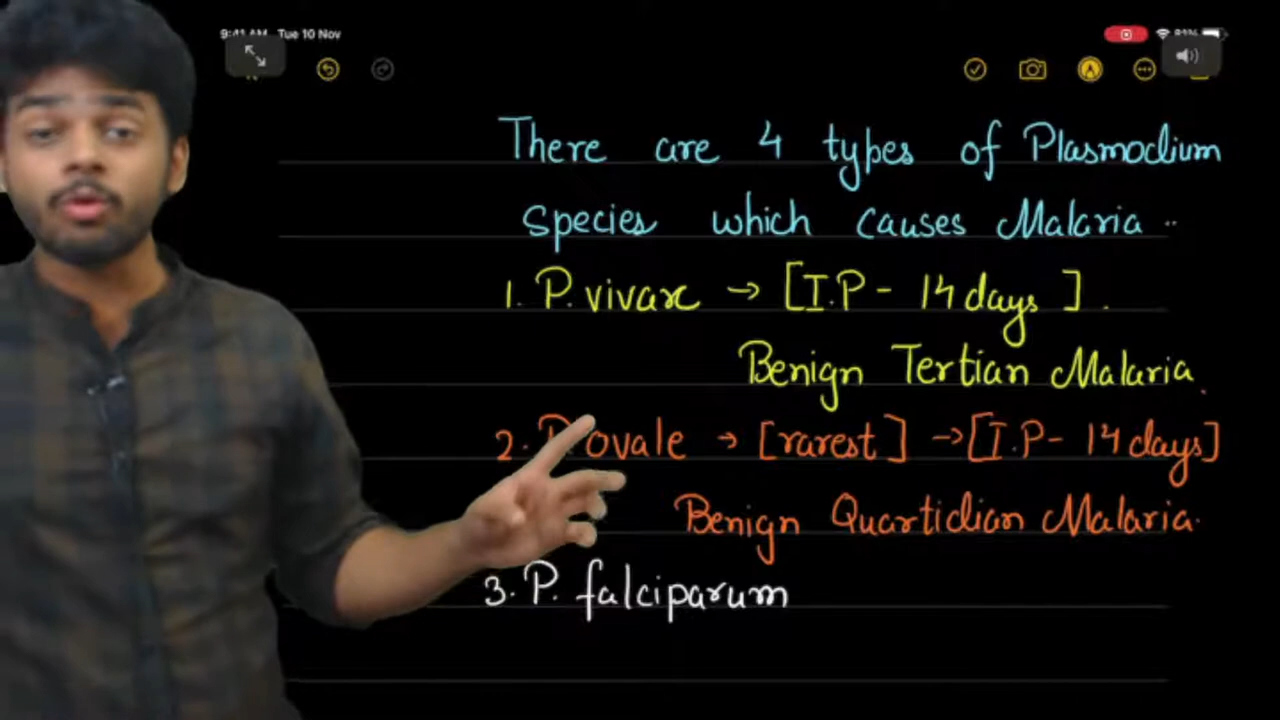 9:41 AM Tue 10 Nov
91%
There are 4 types of Plasmodium
species which causes Malaria ..
1. P. vivax → [I.P - 14 days ] .
Benign Tertian Malaria.
2. P. ovale → [rarest] → [I.P - 14 days]
Benign Quartidian Malaria.
3. P. falciparum